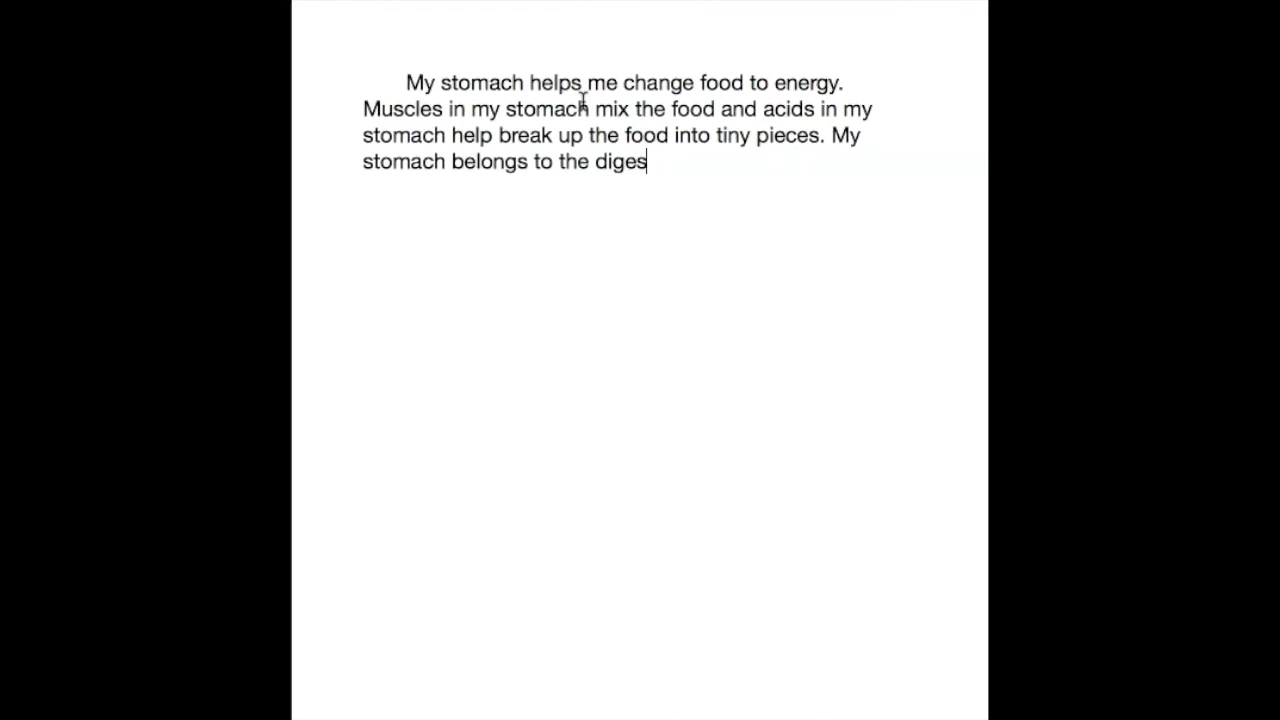 My stomach helps me change food to energy.
Muscles in my stomach mix the food and acids in my
stomach help break up the food into tiny pieces. My
stomach belongs to the diges